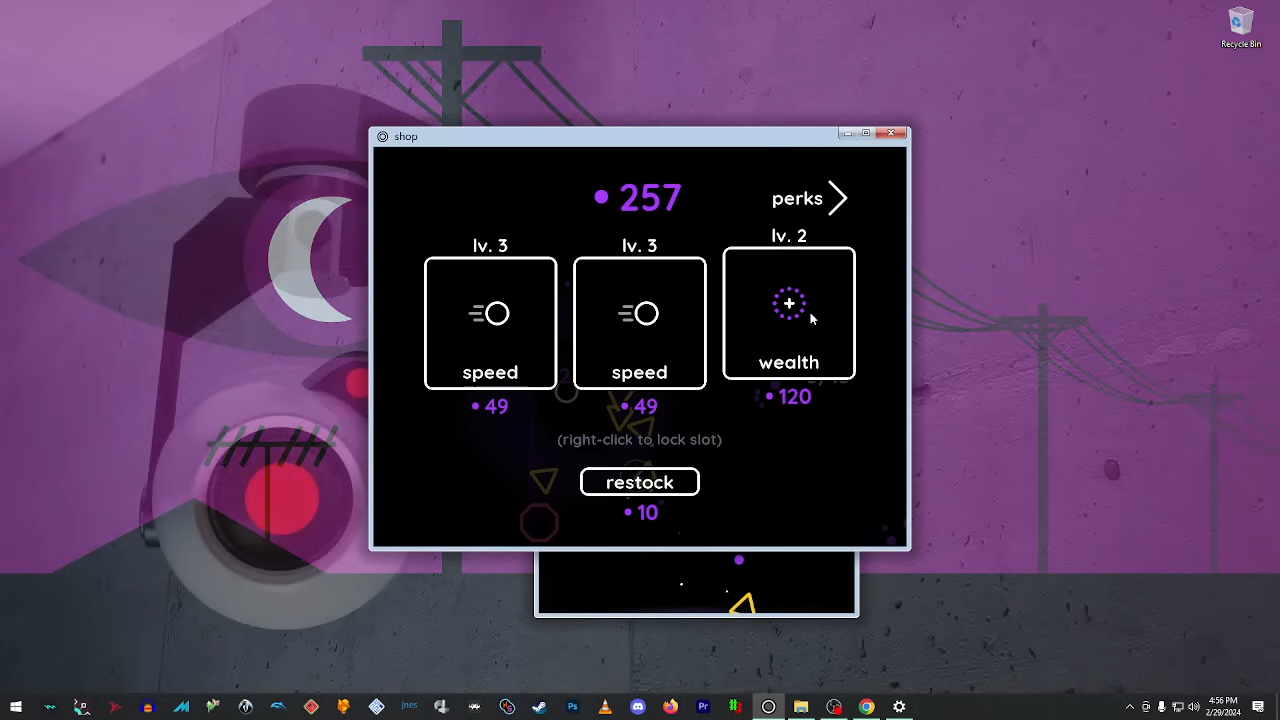 Recycle Bin
shop
257
perks
lv. 3
lv. 3
lv. 2
speed
speed
wealth
49
49
120
(right-click to lock slot)
restock
10
jnes
4:56 PM
2/29/2024